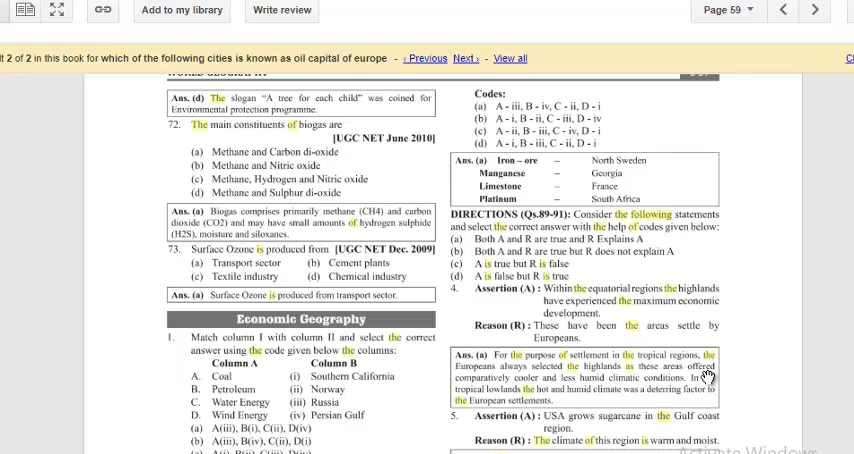 Add to my library
Write review
Page 59
lt 2 of 2 in this book for which of the following cities is known as oil capital of europe - ‹ Previous Next › - View all
WORLD GEOGRAPHY
Ans. (d) The slogan "A tree for each child" was coined for
Environmental protection programme.
72. The main constituents of biogas are
[UGC NET June 2010]
(a) Methane and Carbon di-oxide
(b) Methane and Nitric oxide
(c) Methane, Hydrogen and Nitric oxide
(d) Methane and Sulphur di-oxide
Ans. (a) Biogas comprises primarily methane (CH4) and carbon
dioxide (CO2) and may have small amounts of hydrogen sulphide
(H2S), moisture and siloxanes.
73. Surface Ozone is produced from [UGC NET Dec. 2009]
(a) Transport sector (b) Cement plants
(c) Textile industry (d) Chemical industry
Ans. (a) Surface Ozone is produced from transport sector.
Economic Geography
1. Match column I with column II and select the correct
answer using the code given below the columns:
Column A Column B
A. Coal (i) Southern California
B. Petroleum (ii) Norway
C. Water Energy (iii) Russia
D. Wind Energy (iv) Persian Gulf
(a) A(iii), B(i), C(ii), D(iv)
(b) A(iii), B(iv), C(ii), D(i)
Codes:
(a) A - iii, B - iv, C - ii, D - i
(b) A - i, B - ii, C - iii, D - iv
(c) A - ii, B - iii, C - iv, D - i
(d) A - i, B - iii, C - ii, D - i
Ans. (a) Iron – ore – North Sweden
Manganese – Georgia
Limestone – France
Platinum – South Africa
DIRECTIONS (Qs.89-91): Consider the following statements
and select the correct answer with the help of codes given below:
(a) Both A and R are true and R Explains A
(b) Both A and R are true but R does not explain A
(c) A is true but R is false
(d) A is false but R is true
4. Assertion (A) : Within the equatorial regions the highlands
have experienced the maximum economic
development.
Reason (R) : These have been the areas settle by
Europeans.
Ans. (a) For the purpose of settlement in the tropical regions, the
Europeans always selected the highlands as these areas offered
comparatively cooler and less humid climatic conditions. In
tropical lowlands the hot and humid climate was a deterring factor to
the European settlements.
5. Assertion (A) : USA grows sugarcane in the Gulf coast
region.
Reason (R) : The climate of this region is warm and moist.
Activate Windows